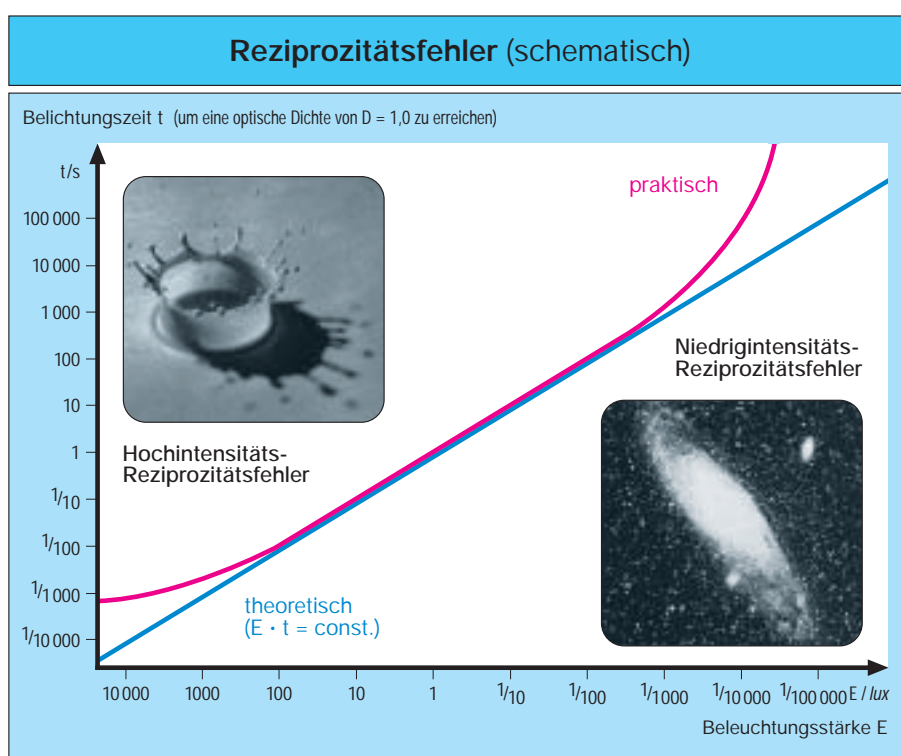 Reziprozitätsfehler (schematisch)
Belichtungszeit t (um eine optische Dichte von D = 1,0 zu erreichen)
t/s
100 000
10 000
1 000
100
10
1
1/10
1/100
1/1 000
1/10 000
praktisch
Niedrigintensitäts-
Reziprozitätsfehler
Hochintensitäts-
Reziprozitätsfehler
theoretisch
(E · t = const.)
10 000 1000 100 10 1 1/10 1/100 1/1 000 1/10 000 1/100 000 E / lux
Beleuchtungsstärke E